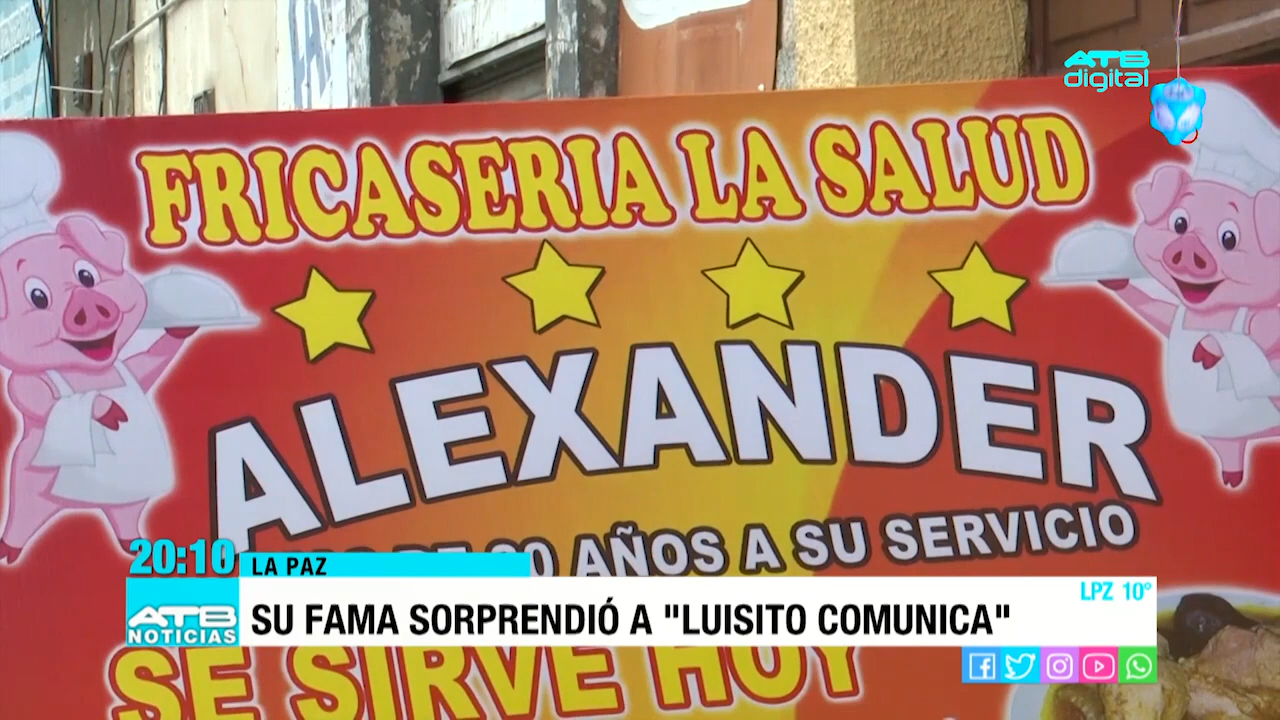 ATB
digital
FRICASERIA LA SALUD
ALEXANDER
AÑOS A SU SERVICIO
20:10
LA PAZ
LPZ 10°
ATB
NOTICIAS
SU FAMA SORPRENDIÓ A "LUISITO COMUNICA"
SE SIRVE HOY